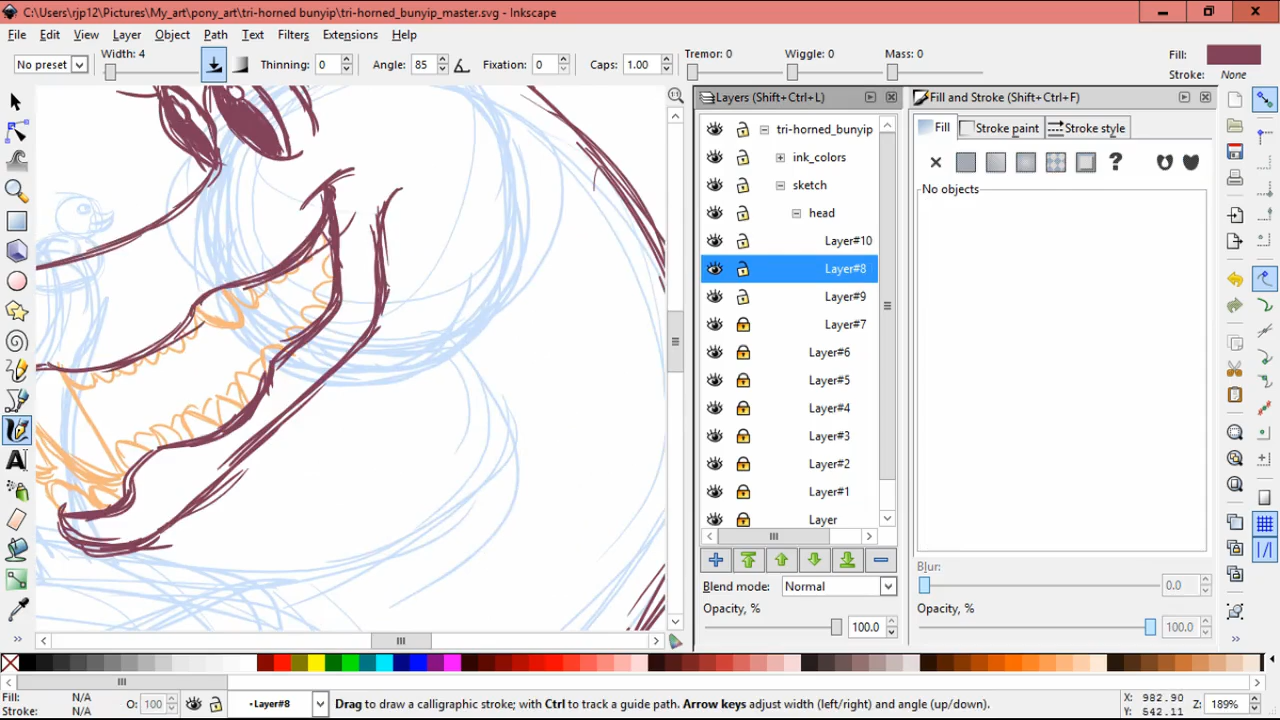 C:\Users\rjp12\Pictures\My_art\pony_art\tri-horned bunyip\tri-horned_bunyip_master.svg - Inkscape
File Edit View Layer Object Path Text Filters Extensions Help
No preset Width: 4 Thinning: 0 Angle: 85 Fixation: 0 Caps: 1.00 Tremor: 0 Wiggle: 0 Mass: 0 Fill:
Stroke: None
Layers (Shift+Ctrl+L)
tri-horned_bunyip
ink_colors
sketch
head
Layer#10
Layer#8
Layer#9
Layer#7
Layer#6
Layer#5
Layer#4
Layer#3
Layer#2
Layer#1
Layer
Blend mode: Normal
Opacity, % 100.0
Fill and Stroke (Shift+Ctrl+F)
Fill Stroke paint Stroke style
?
No objects
Blur: 0.0
Opacity, % 100.0
Fill: N/A
Stroke: N/A
O: 100
•Layer#8
Drag to draw a calligraphic stroke; with Ctrl to track a guide path. Arrow keys adjust width (left/right) and angle (up/down).
X: 982.90
Y: 542.11
Z: 189%